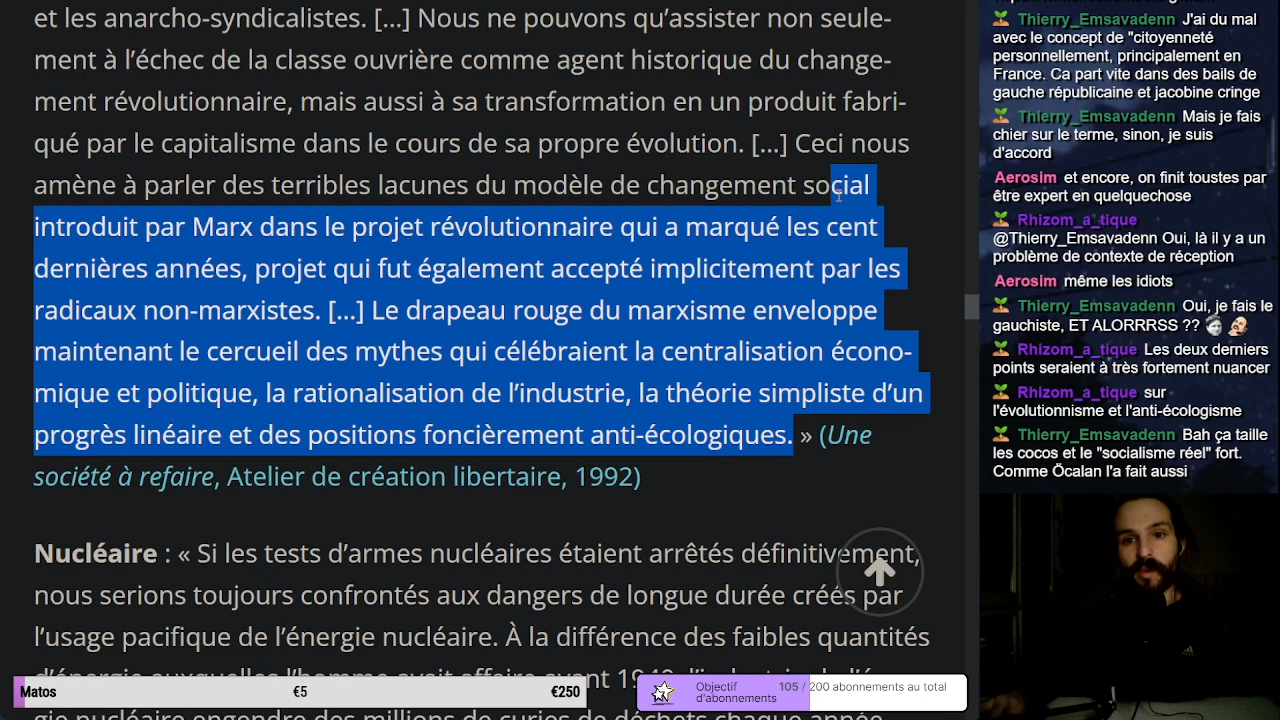 et les anarcho-syndicalistes. […] Nous ne pouvons qu’assister non seule-
ment à l’échec de la classe ouvrière comme agent historique du change-
ment révolutionnaire, mais aussi à sa transformation en un produit fabri-
qué par le capitalisme dans le cours de sa propre évolution. […] Ceci nous
amène à parler des terribles lacunes du modèle de changement social
introduit par Marx dans le projet révolutionnaire qui a marqué les cent
dernières années, projet qui fut également accepté implicitement par les
radicaux non-marxistes. […] Le drapeau rouge du marxisme enveloppe
maintenant le cercueil des mythes qui célébraient la centralisation écono-
mique et politique, la rationalisation de l’industrie, la théorie simpliste d’un
progrès linéaire et des positions foncièrement anti-écologiques. » (Une
société à refaire, Atelier de création libertaire, 1992)
Nucléaire : « Si les tests d’armes nucléaires étaient arrêtés définitivement,
nous serions toujours confrontés aux dangers de longue durée créés par
l’usage pacifique de l’énergie nucléaire. À la différence des faibles quantités
Matos €5 €250
Objectif 105 / 200 abonnements au total
d'abonnements
Thierry_Emsavadenn J'ai du mal
avec le concept de "citoyenneté
personnellement, principalement en
France. Ca part vite dans des bails de
gauche républicaine et jacobine cringe
Thierry_Emsavadenn Mais je fais
chier sur le terme, sinon, je suis
d'accord
Aerosim et encore, on finit toustes par
être expert en quelquechose
Rhizom_a_tique
@Thierry_Emsavadenn Oui, là il y a un
problème de contexte de réception
Aerosim même les idiots
Thierry_Emsavadenn Oui, je fais le
gauchiste, ET ALORRRSS ??
Rhizom_a_tique Les deux derniers
points seraient à très fortement nuancer
Rhizom_a_tique sur
l'évolutionnisme et l'anti-écologisme
Thierry_Emsavadenn Bah ça taille
les cocos et le "socialisme réel" fort.
Comme Öcalan l'a fait aussi